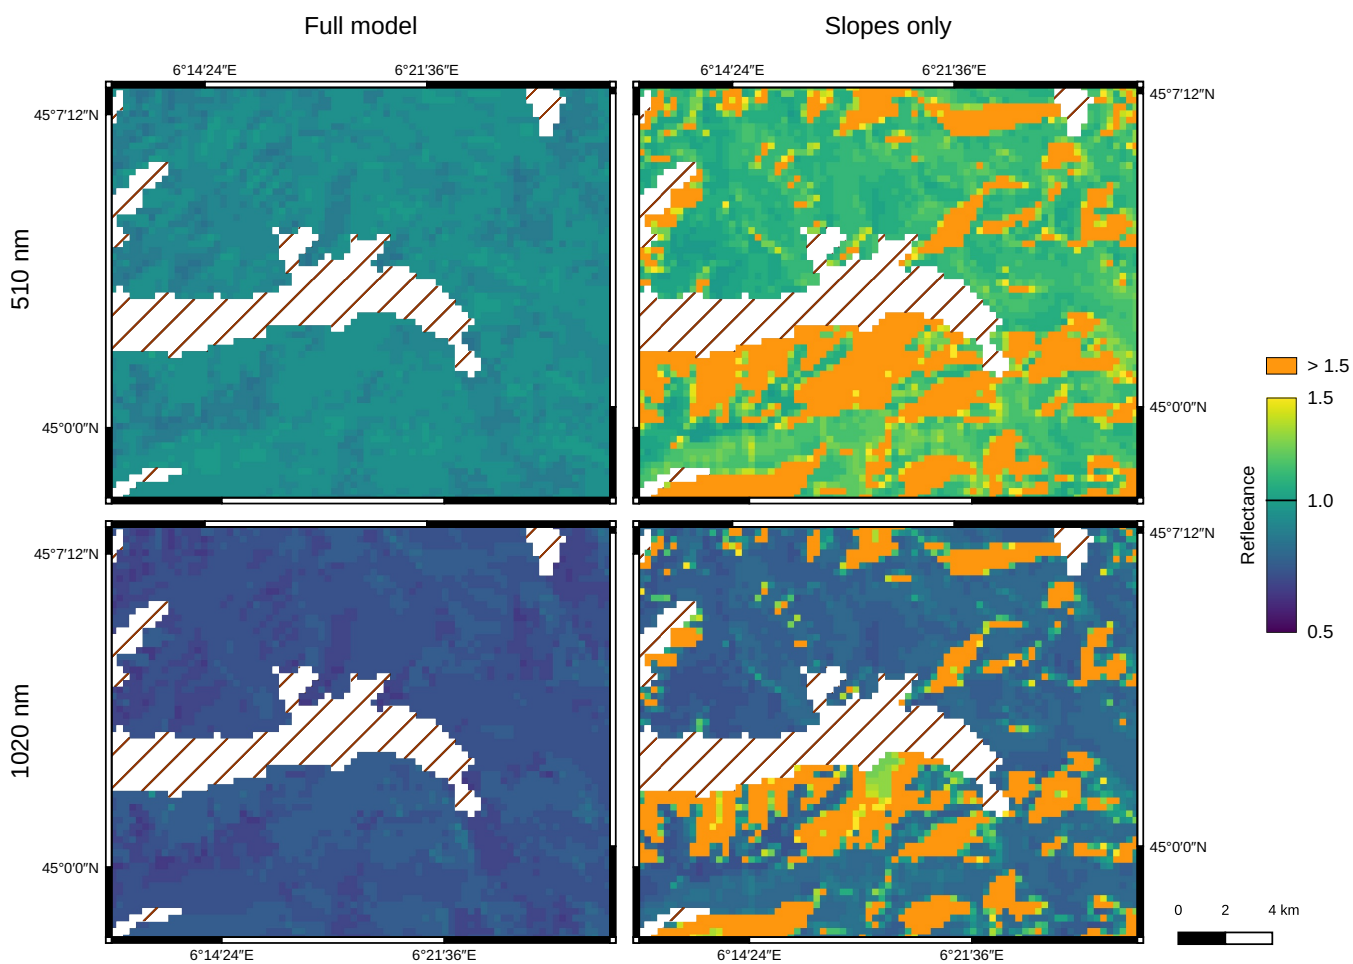 Full model
Slopes only
6°14′24″E
6°21′36″E
6°14′24″E
6°21′36″E
45°7′12″N
45°7′12″N
510 nm
45°0′0″N
45°0′0″N
> 1.5
1.5
1.0
0.5
Reflectance
45°7′12″N
45°7′12″N
1020 nm
45°0′0″N
45°0′0″N
0 2 4 km
6°14′24″E
6°21′36″E
6°14′24″E
6°21′36″E